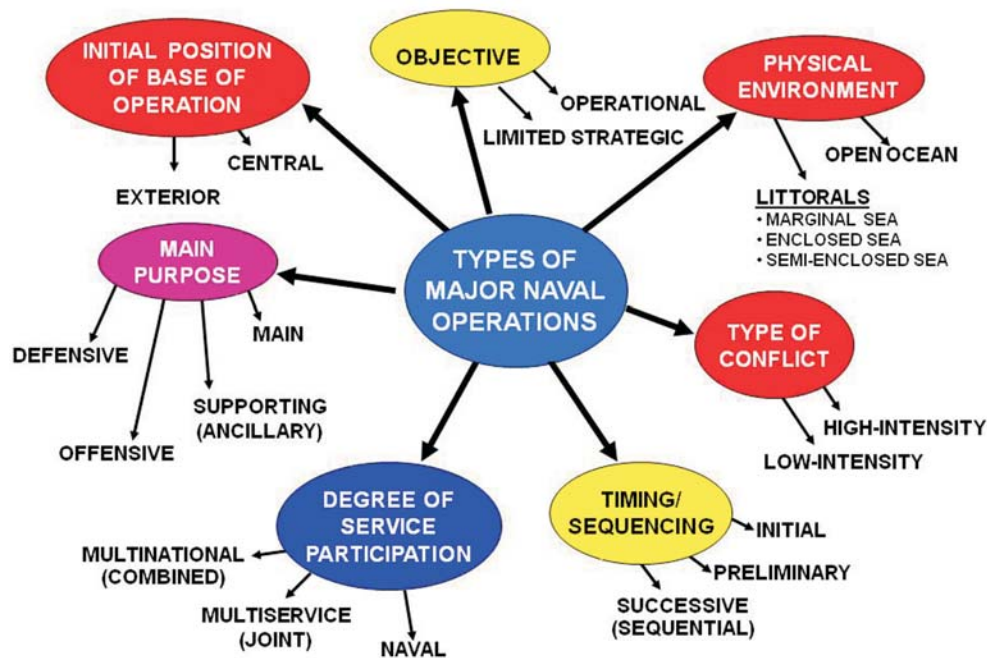 INITIAL POSITION
OF BASE OF
OPERATION
CENTRAL
EXTERIOR
OBJECTIVE
OPERATIONAL
LIMITED STRATEGIC
PHYSICAL
ENVIRONMENT
OPEN OCEAN
LITTORALS
• MARGINAL SEA
• ENCLOSED SEA
• SEMI-ENCLOSED SEA
TYPES OF
MAJOR NAVAL
OPERATIONS
MAIN
PURPOSE
MAIN
DEFENSIVE
SUPPORTING
(ANCILLARY)
OFFENSIVE
TYPE OF
CONFLICT
HIGH-INTENSITY
LOW-INTENSITY
DEGREE OF
SERVICE
PARTICIPATION
MULTINATIONAL
(COMBINED)
MULTISERVICE
(JOINT)
NAVAL
TIMING/
SEQUENCING
INITIAL
PRELIMINARY
SUCCESSIVE
(SEQUENTIAL)